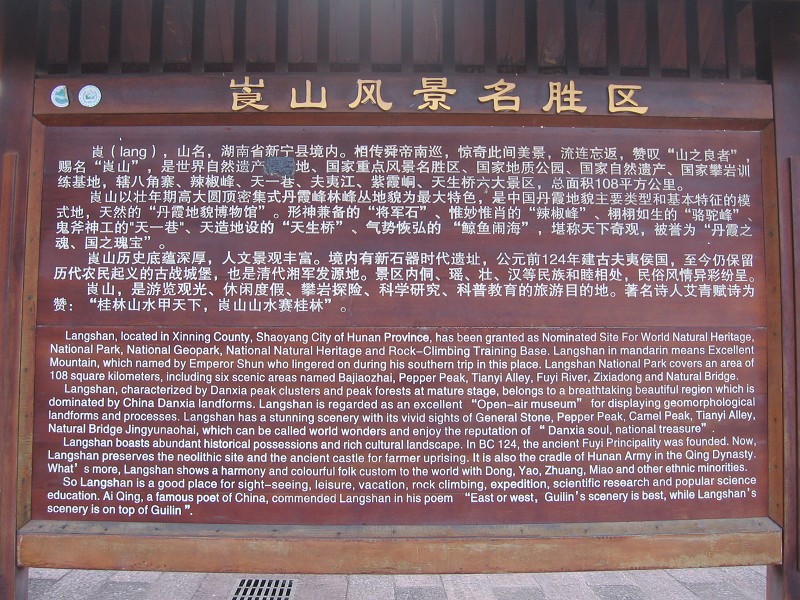 崀山风景名胜区
崀（lang），山名，湖南省新宁县境内。相传舜帝南巡，惊奇此间美景，流连忘返，赞叹“山之良者”，
赐名“崀山”，是世界自然遗产地、国家重点风景名胜区、国家地质公园、国家自然遗产、国家攀岩训
练基地，辖八角寨、辣椒峰、天一巷、夫夷江、紫霞峒、天生桥六大景区，总面积108平方公里。
崀山以壮年期高大圆顶密集式丹霞峰林峰丛地貌为最大特色，是中国丹霞地貌主要类型和基本特征的模
式地，天然的“丹霞地貌博物馆”。形神兼备的“将军石”、惟妙惟肖的“辣椒峰”、栩栩如生的“骆驼峰”、
鬼斧神工的"天一巷"、天造地设的“天生桥”、气势恢弘的“鲸鱼闹海”，堪称天下奇观，被誉为“丹霞之
魂、国之瑰宝”。
崀山历史底蕴深厚，人文景观丰富。境内有新石器时代遗址，公元前124年建古夫夷侯国，至今仍保留
历代农民起义的古战城堡，也是清代湘军发源地。景区内侗、瑶、壮、汉等民族和睦相处，民俗风情异彩纷呈。
崀山，是游览观光、休闲度假、攀岩探险、科学研究、科普教育的旅游目的地。著名诗人艾青赋诗为
赞：“桂林山水甲天下，崀山山水赛桂林”。
Langshan, located in Xinning County, Shaoyang City of Hunan Province, has been granted as Nominated Site For World Natural Heritage,
National Park, National Geopark, National Natural Heritage and Rock-Climbing Training Base. Langshan in mandarin means Excellent
Mountain, which named by Emperor Shun who lingered on during his southern trip in this place. Langshan National Park covers an area of
108 square kilometers, including six scenic areas named Bajiaozhai, Pepper Peak, Tianyi Alley, Fuyi River, Zixiadong and Natural Bridge.
Langshan, characterized by Danxia peak clusters and peak forests at mature stage, belongs to a breathtaking beautiful region which is
dominated by China Danxia landforms. Langshan is regarded as an excellent “Open-air museum” for displaying geomorphological
landforms and processes. Langshan has a stunning scenery with its vivid sights of General Stone, Pepper Peak, Camel Peak, Tianyi Alley,
Natural Bridge Jingyunaohai, which can be called world wonders and enjoy the reputation of “Danxia soul, national treasure”.
Langshan boasts abundant historical possessions and rich cultural landscape. In BC 124, the ancient Fuyi Principality was founded. Now,
Langshan preserves the neolithic site and the ancient castle for farmer uprising. It is also the cradle of Hunan Army in the Qing Dynasty.
What's more, Langshan shows a harmony and colourful folk custom to the world with Dong, Yao, Zhuang, Miao and other ethnic minorities.
So Langshan is a good place for sight-seeing, leisure, vacation, rock climbing, expedition, scientific research and popular science
education. Ai Qing, a famous poet of China, commended Langshan in his poem “East or west, Guilin's scenery is best, while Langshan's
scenery is on top of Guilin”.